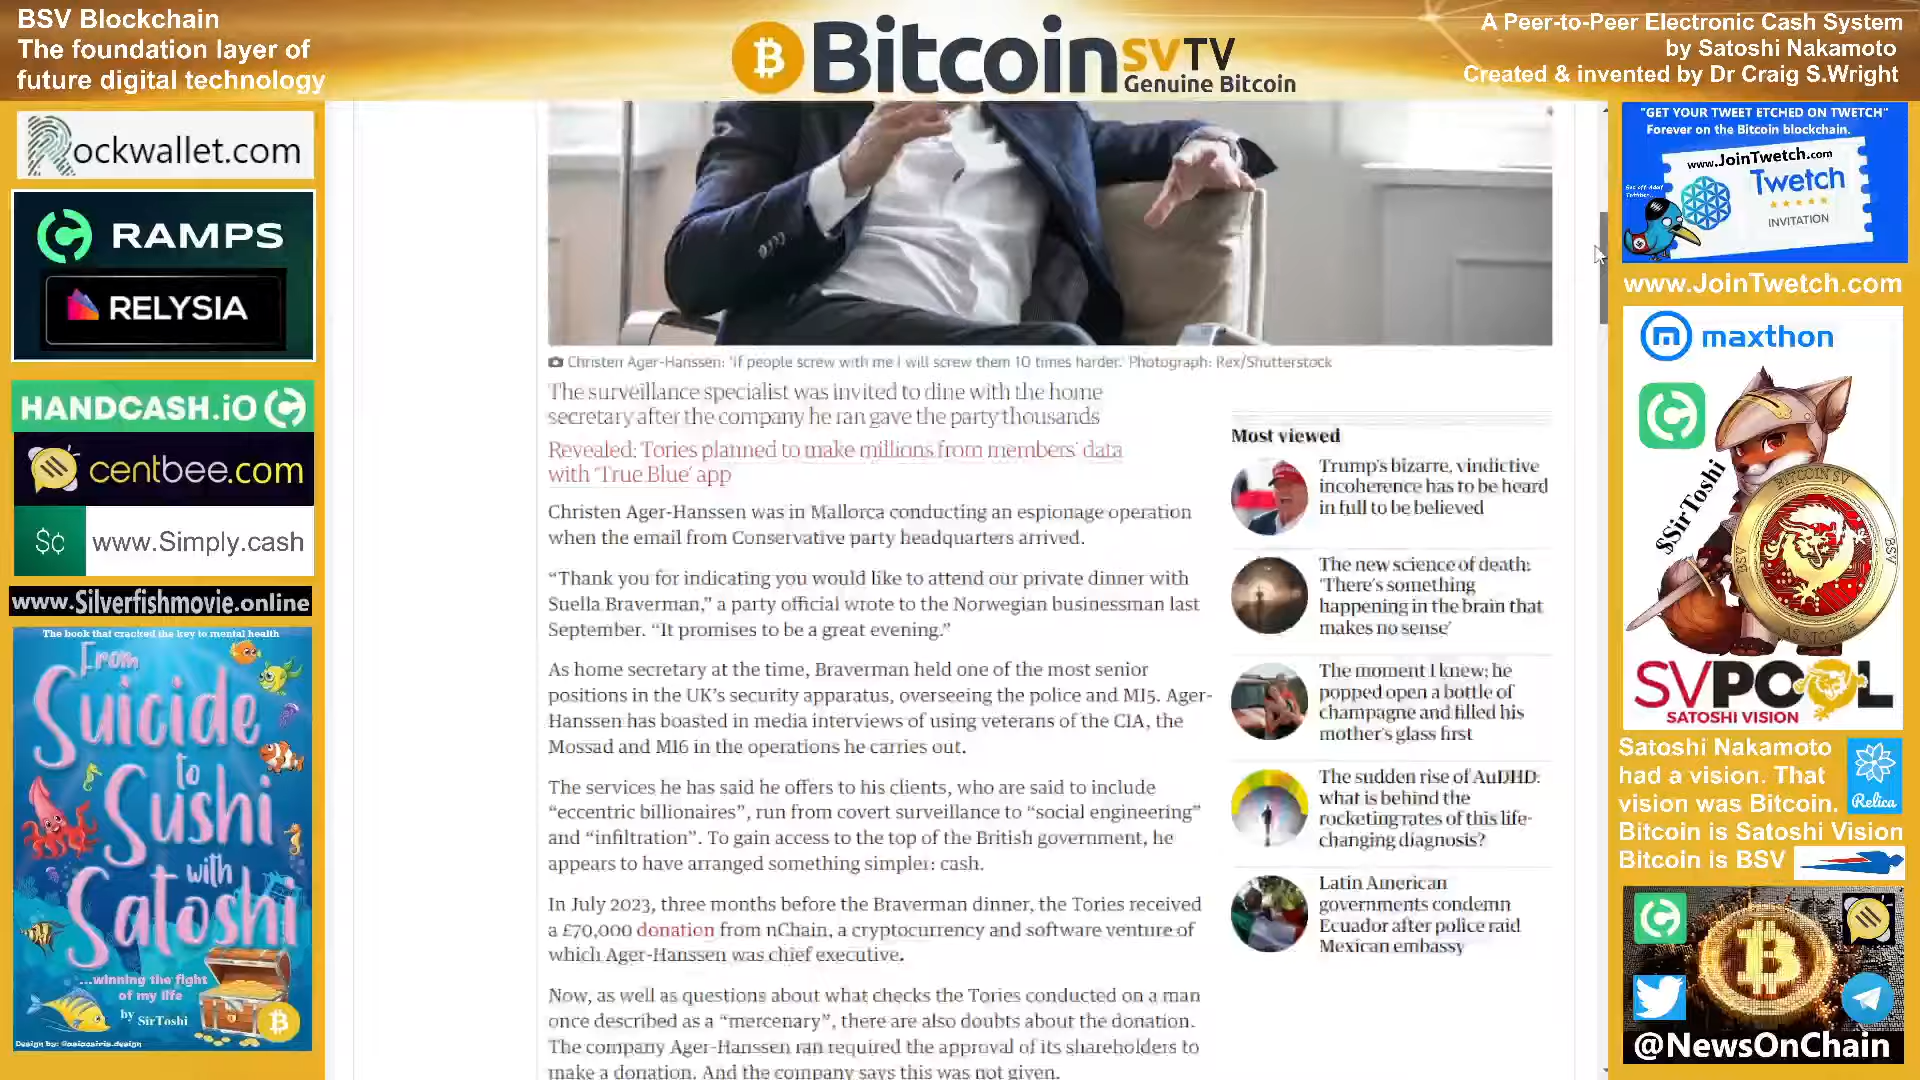 BSV Blockchain
The foundation layer of
future digital technology
Bitcoin SVTV
Genuine Bitcoin
A Peer-to-Peer Electronic Cash System
by Satoshi Nakamoto
Created & invented by Dr Craig S.Wright
Rockwallet.com
RAMPS
RELYSIA
HANDCASH.iO
centbee.com
$c www.Simply.cash
www.Silverfishmovie.online
The book that cracked the key to mental health
From
Suicide
to
Sushi
with
Satoshi
...winning the fight
of my life
by SirToshi
Christen Ager-Hanssen: 'If people screw with me I will screw them 10 times harder.' Photograph: Rex/Shutterstock
The surveillance specialist was invited to dine with the home
secretary after the company he ran gave the party thousands
Revealed: Tories planned to make millions from members' data
with 'True Blue' app
Christen Ager-Hanssen was in Mallorca conducting an espionage operation
when the email from Conservative party headquarters arrived.
“Thank you for indicating you would like to attend our private dinner with
Suella Braverman,” a party official wrote to the Norwegian businessman last
September. “It promises to be a great evening.”
As home secretary at the time, Braverman held one of the most senior
positions in the UK's security apparatus, overseeing the police and MI5. Ager-
Hanssen has boasted in media interviews of using veterans of the CIA, the
Mossad and MI6 in the operations he carries out.
The services he has said he offers to his clients, who are said to include
“eccentric billionaires”, run from covert surveillance to “social engineering”
and “infiltration”. To gain access to the top of the British government, he
appears to have arranged something simpler: cash.
In July 2023, three months before the Braverman dinner, the Tories received
a £70,000 donation from nChain, a cryptocurrency and software venture of
which Ager-Hanssen was chief executive.
Now, as well as questions about what checks the Tories conducted on a man
once described as a “mercenary”, there are also doubts about the donation.
The company Ager-Hanssen ran required the approval of its shareholders to
make a donation. And the company says this was not given.
Most viewed
Trump's bizarre, vindictive
incoherence has to be heard
in full to be believed
The new science of death:
'There's something
happening in the brain that
makes no sense'
The moment I knew: he
popped open a bottle of
champagne and filled his
mother's glass first
The sudden rise of AuDHD:
what is behind the
rocketing rates of this life-
changing diagnosis?
Latin American
governments condemn
Ecuador after police raid
Mexican embassy
"GET YOUR TWEET ETCHED ON TWETCH"
Forever on the Bitcoin blockchain.
www.JoinTwetch.com
Twetch
INVITATION
www.JoinTwetch.com
maxthon
$SirToshi
BITCOIN SV
SVPOOL
SATOSHI VISION
Satoshi Nakamoto
had a vision. That
vision was Bitcoin.
Relica
Bitcoin is Satoshi Vision
Bitcoin is BSV
@NewsOnChain